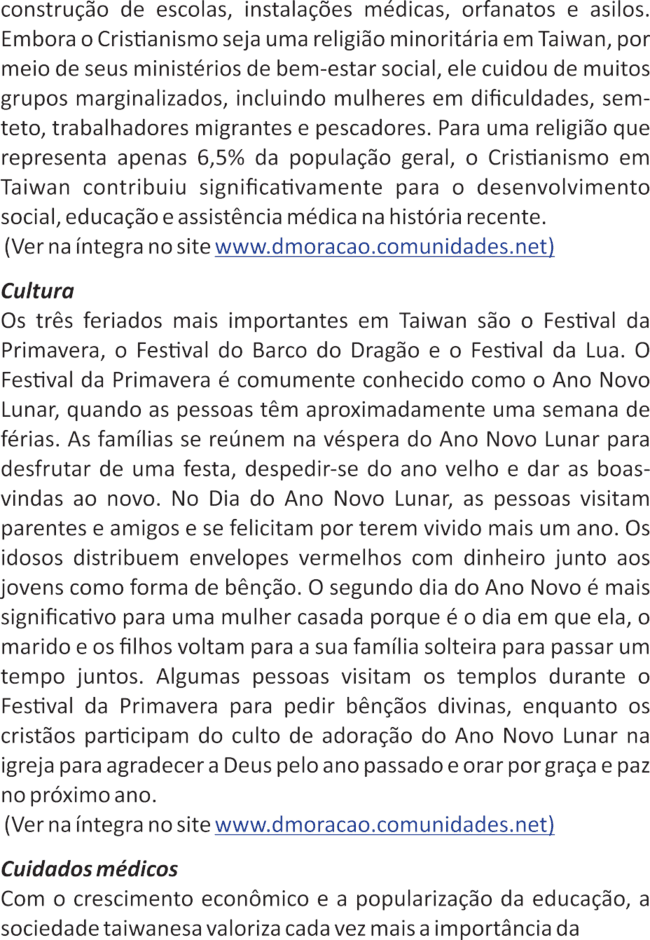 construção de escolas, instalações médicas, orfanatos e asilos.
Embora o Cristianismo seja uma religião minoritária em Taiwan, por
meio de seus ministérios de bem-estar social, ele cuidou de muitos
grupos marginalizados, incluindo mulheres em dificuldades, sem-
teto, trabalhadores migrantes e pescadores. Para uma religião que
representa apenas 6,5% da população geral, o Cristianismo em
Taiwan contribuiu significativamente para o desenvolvimento
social, educação e assistência médica na história recente.
(Ver na íntegra no site www.dmoracao.comunidades.net)
Cultura
Os três feriados mais importantes em Taiwan são o Festival da
Primavera, o Festival do Barco do Dragão e o Festival da Lua. O
Festival da Primavera é comumente conhecido como o Ano Novo
Lunar, quando as pessoas têm aproximadamente uma semana de
férias. As famílias se reúnem na véspera do Ano Novo Lunar para
desfrutar de uma festa, despedir-se do ano velho e dar as boas-
vindas ao novo. No Dia do Ano Novo Lunar, as pessoas visitam
parentes e amigos e se felicitam por terem vivido mais um ano. Os
idosos distribuem envelopes vermelhos com dinheiro junto aos
jovens como forma de bênção. O segundo dia do Ano Novo é mais
significativo para uma mulher casada porque é o dia em que ela, o
marido e os filhos voltam para a sua família solteira para passar um
tempo juntos. Algumas pessoas visitam os templos durante o
Festival da Primavera para pedir bênçãos divinas, enquanto os
cristãos participam do culto de adoração do Ano Novo Lunar na
igreja para agradecer a Deus pelo ano passado e orar por graça e paz
no próximo ano.
(Ver na íntegra no site www.dmoracao.comunidades.net)
Cuidados médicos
Com o crescimento econômico e a popularização da educação, a
sociedade taiwanesa valoriza cada vez mais a importância da